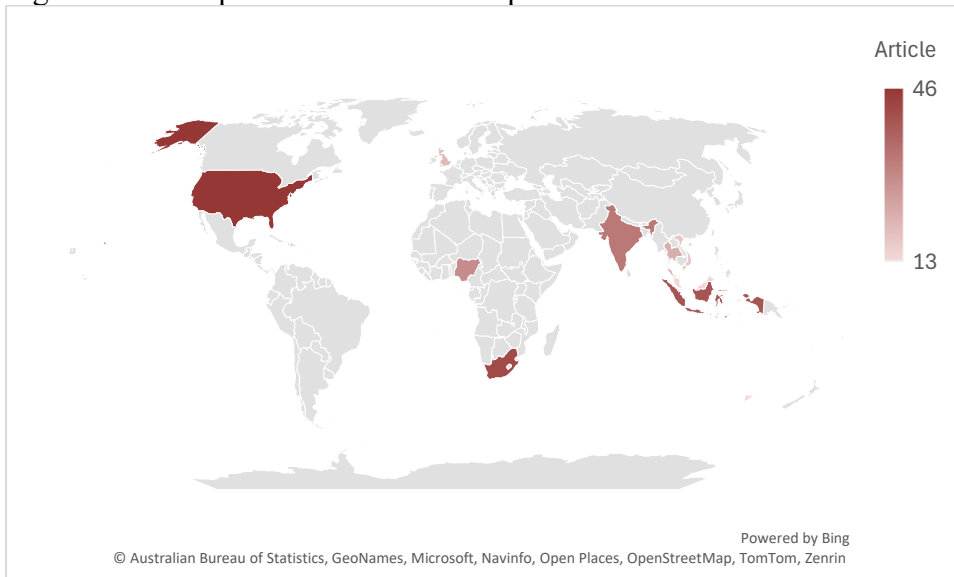 Article
46
13
Powered by Bing
© Australian Bureau of Statistics, GeoNames, Microsoft, Navinfo, Open Places, OpenStreetMap, TomTom, Zenrin